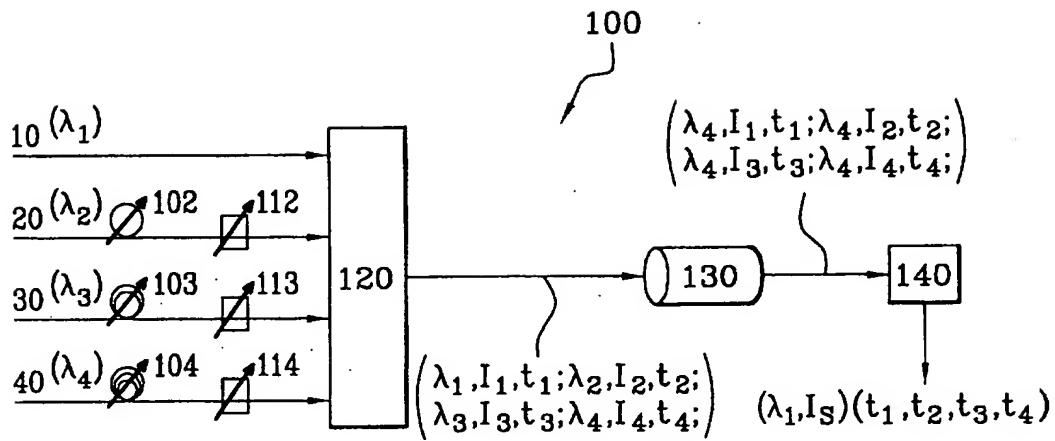 100
10 (λ₁)
20 (λ₂) 102 112
30 (λ₃) 103 113
40 (λ₄) 104 114
120
(λ₁,I₁,t₁;λ₂,I₂,t₂;
λ₃,I₃,t₃;λ₄,I₄,t₄;)
130
(λ₄,I₁,t₁;λ₄,I₂,t₂;
λ₄,I₃,t₃;λ₄,I₄,t₄;)
140
(λ₁,I_S)(t₁,t₂,t₃,t₄)